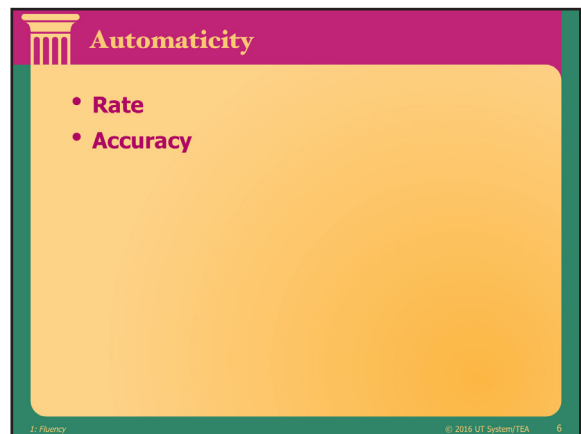 Automaticity
• Rate
• Accuracy
1: Fluency © 2016 UT System/TEA 6